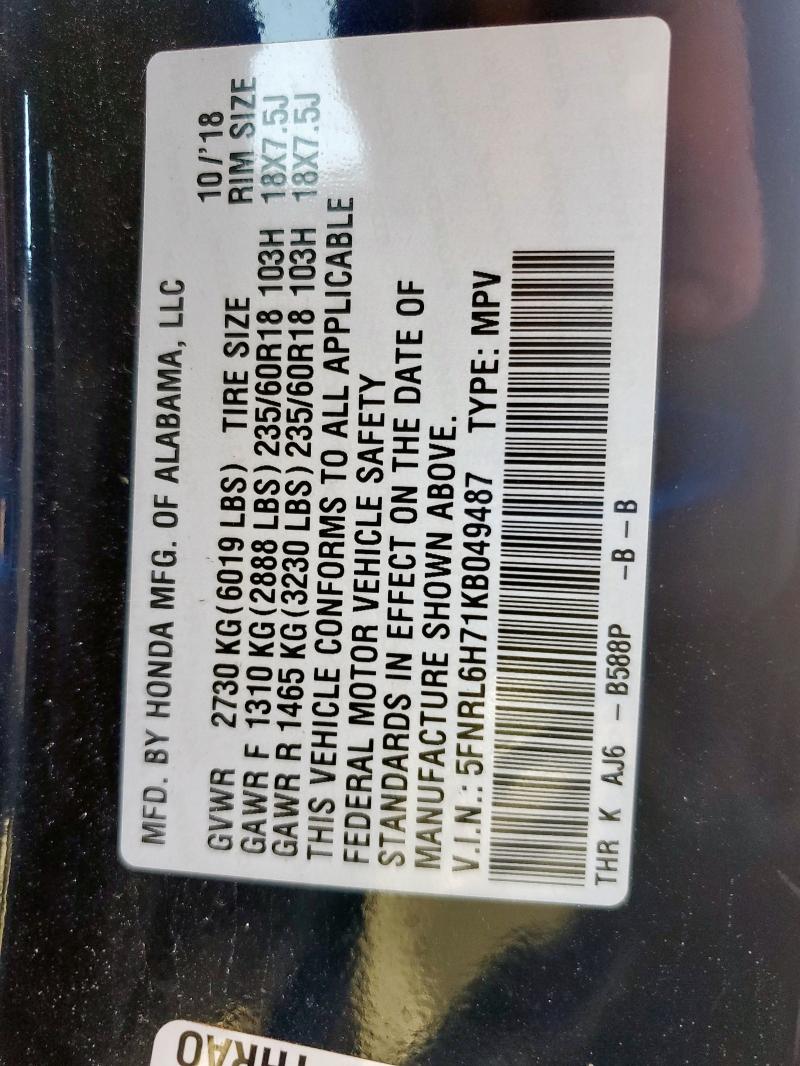 MFD. BY HONDA MFG. OF ALABAMA, LLC
10/'18
GVWR 2730 KG(6019 LBS) TIRE SIZE RIM SIZE
GAWR F 1310 KG(2888 LBS)235/60R18 103H 18X7.5J
GAWR R 1465 KG(3230 LBS)235/60R18 103H 18X7.5J
THIS VEHICLE CONFORMS TO ALL APPLICABLE
FEDERAL MOTOR VEHICLE SAFETY
STANDARDS IN EFFECT ON THE DATE OF
MANUFACTURE SHOWN ABOVE.
V.I.N.: 5FNRL6H71KB049487 TYPE: MPV
THR K AJ6 – B588P –B – B